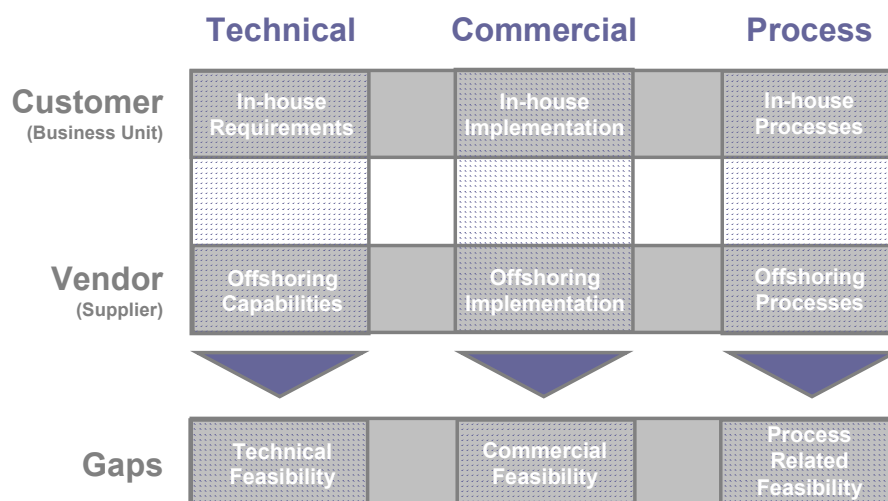 Technical Commercial Process
Customer
(Business Unit)
In-house
Requirements
In-house
Implementation
In-house
Processes
Vendor
(Supplier)
Offshoring
Capabilities
Offshoring
Implementation
Offshoring
Processes
Gaps
Technical
Feasibility
Commercial
Feasibility
Process
Related
Feasibility